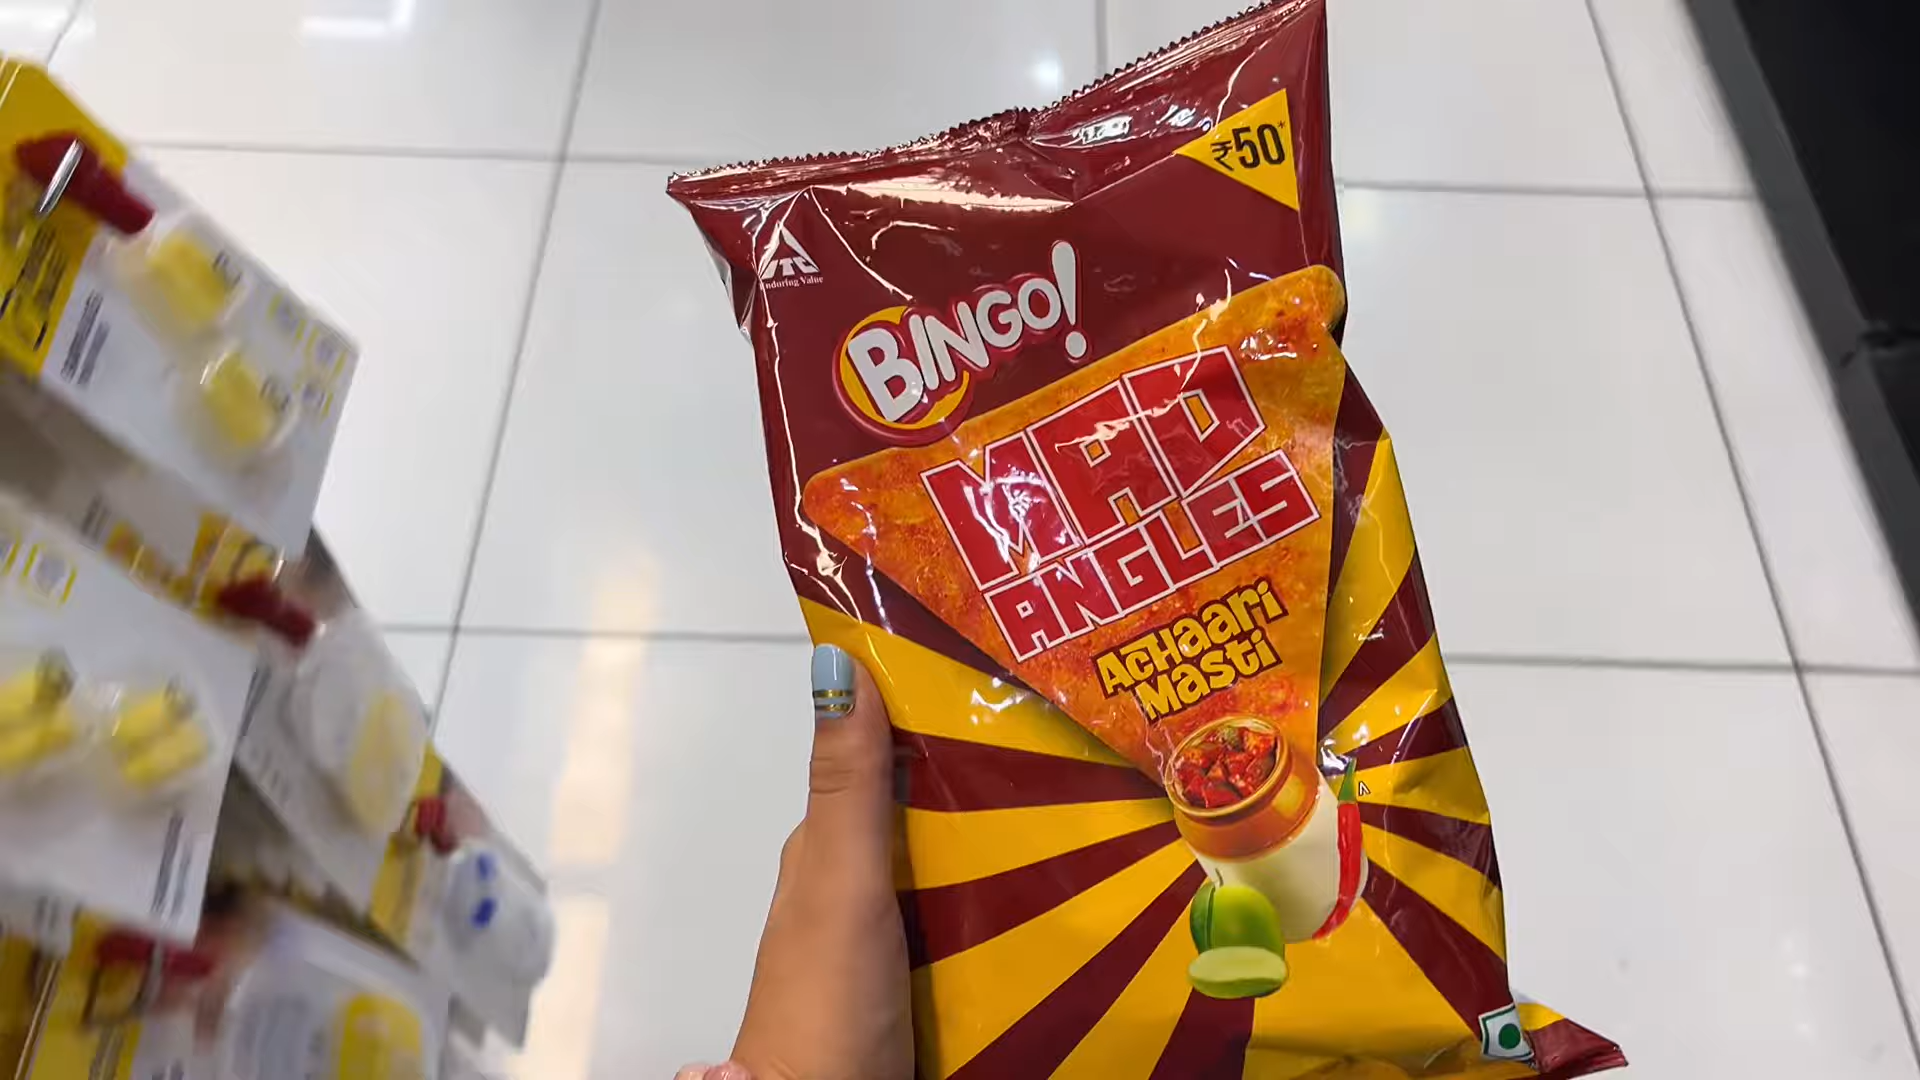 ₹50*
ITC
Enduring Value
BINGO!
MAD
ANGLES
ACHaari
Masti